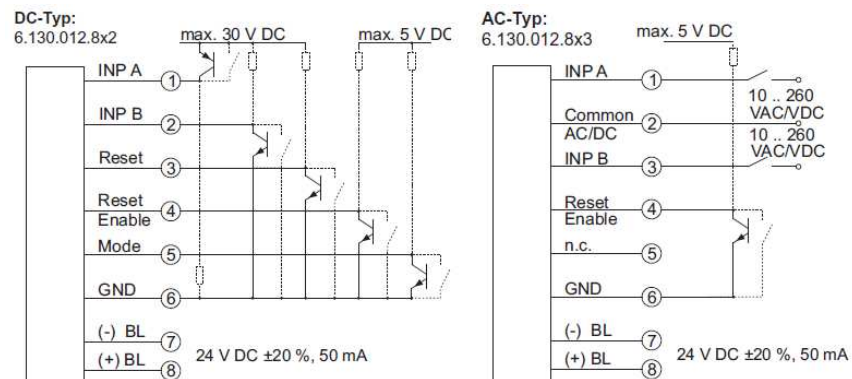 DC-Typ:
6.130.012.8x2
max. 30 V DC
max. 5 V DC
INP A
1
INP B
2
Reset
3
Reset
4
Enable
Mode
5
GND
6
(-) BL
7
(+) BL
8
24 V DC ±20 %, 50 mA
AC-Typ:
6.130.012.8x3
max. 5 V DC
INP A
1
10 .. 260
VAC/VDC
Common
2
AC/DC
10 .. 260
VAC/VDC
INP B
3
Reset
4
Enable
n.c.
5
GND
6
(-) BL
7
(+) BL
8
24 V DC ±20 %, 50 mA